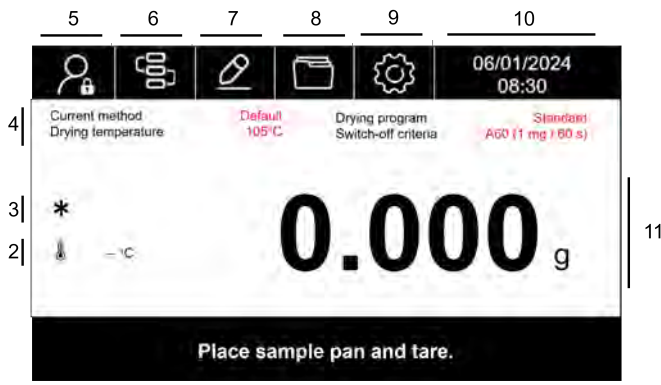 5 6 7 8 9 10
06/01/2024
08:30
4
Current method Default Drying program Standard
Drying temperature 105°C Switch-off criteria A60 (1 mg / 60 s)
3 *
0.000 g
11
2 – °C
Place sample pan and tare.